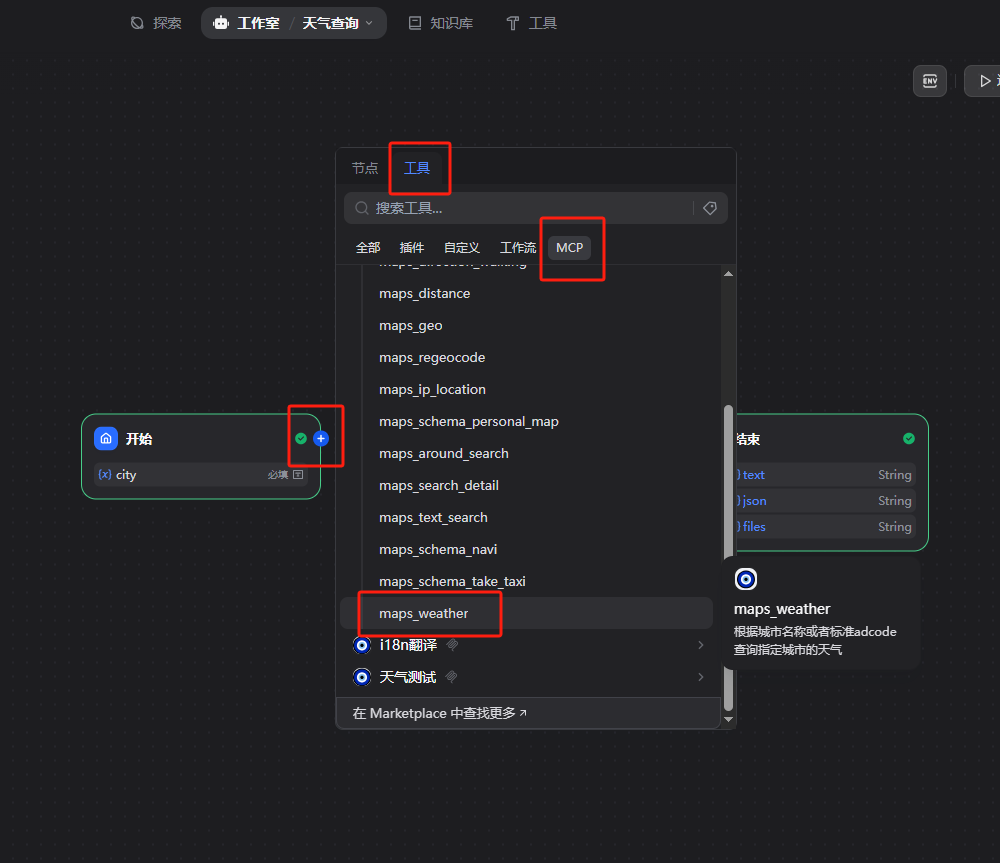 探索
工作室 / 天气查询
知识库
工具
ENV
节点 工具
搜索工具...
全部 插件 自定义 工作流 MCP
maps_direction_walking
maps_distance
maps_geo
maps_regeocode
maps_ip_location
maps_schema_personal_map
maps_around_search
maps_search_detail
maps_text_search
maps_schema_navi
maps_schema_take_taxi
maps_weather
i18n翻译
天气测试
在 Marketplace 中查找更多
开始
{x} city 必填
结束
text String
json String
files String
maps_weather
根据城市名称或者标准adcode
查询指定城市的天气